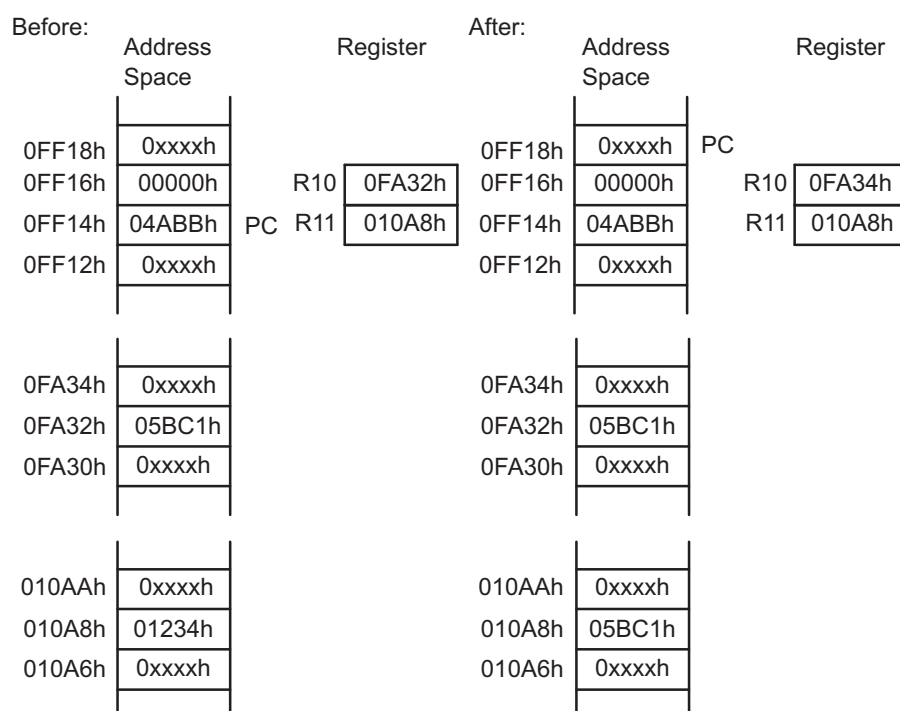 Before:
Address
Space
Register
0FF18h 0xxxxh
0FF16h 00000h R10 0FA32h
0FF14h 04ABBh PC R11 010A8h
0FF12h 0xxxxh
0FA34h 0xxxxh
0FA32h 05BC1h
0FA30h 0xxxxh
010AAh 0xxxxh
010A8h 01234h
010A6h 0xxxxh
After:
Address
Space
Register
0FF18h 0xxxxh PC
0FF16h 00000h R10 0FA34h
0FF14h 04ABBh R11 010A8h
0FF12h 0xxxxh
0FA34h 0xxxxh
0FA32h 05BC1h
0FA30h 0xxxxh
010AAh 0xxxxh
010A8h 05BC1h
010A6h 0xxxxh